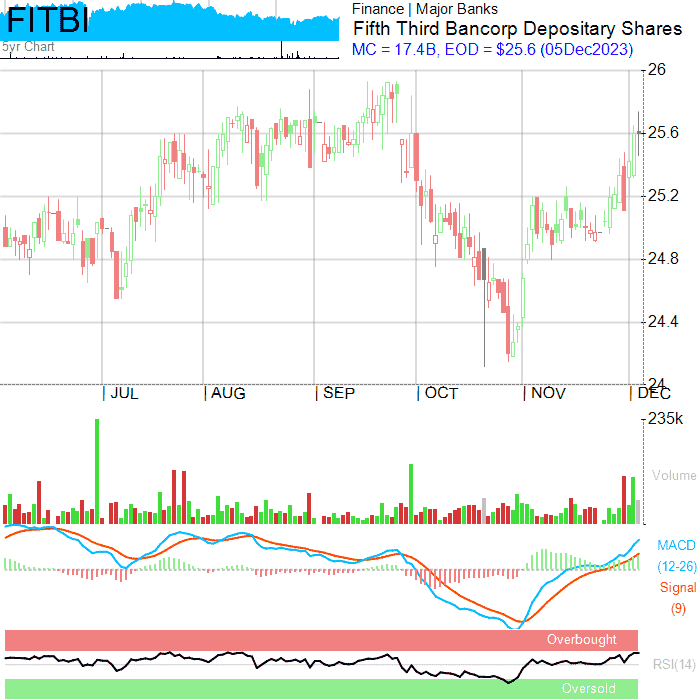 FITBI
5yr Chart
Finance | Major Banks
Fifth Third Bancorp Depositary Shares
MC = 17.4B, EOD = $25.6 (05Dec2023)
26
25.6
25.2
24.8
24.4
24
| JUL | AUG | SEP | OCT | NOV | DEC
235k
Volume
MACD
(12-26)
Signal
(9)
Overbought
RSI(14)
Oversold